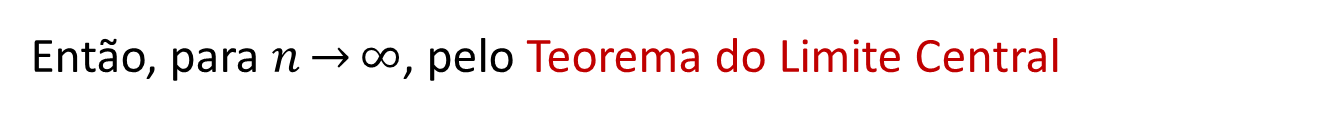 Então, para 𝑛 → ∞, pelo Teorema do Limite Central